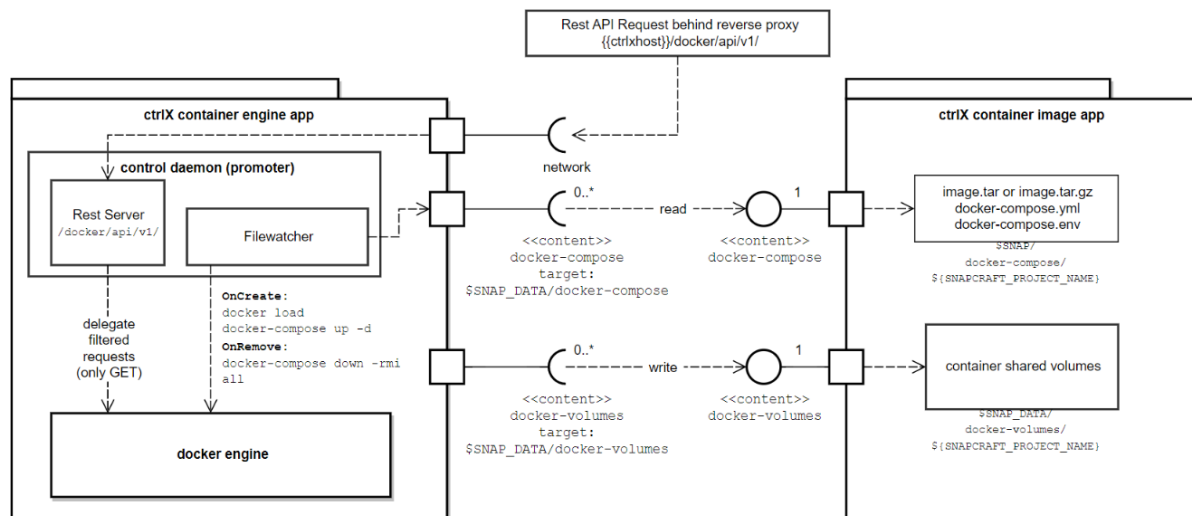 Rest API Request behind reverse proxy
{{ctrlxhost}}/docker/api/v1/
ctrlX container engine app
ctrlX container image app
control daemon (promoter)
network
Rest Server
/docker/api/v1/
Filewatcher
0..*
read
1
image.tar or image.tar.gz
docker-compose.yml
docker-compose.env
<<content>>
docker-compose
target:
$SNAP_DATA/docker-compose
<<content>>
docker-compose
$SNAP/
docker-compose/
${SNAPCRAFT_PROJECT_NAME}
delegate
filtered
requests
(only GET)
OnCreate:
docker load
docker-compose up -d
OnRemove:
docker-compose down -rmi
all
0..*
write
1
container shared volumes
<<content>>
docker-volumes
target:
$SNAP_DATA/docker-volumes
<<content>>
docker-volumes
$SNAP_DATA/
docker-volumes/
${SNAPCRAFT_PROJECT_NAME}
docker engine